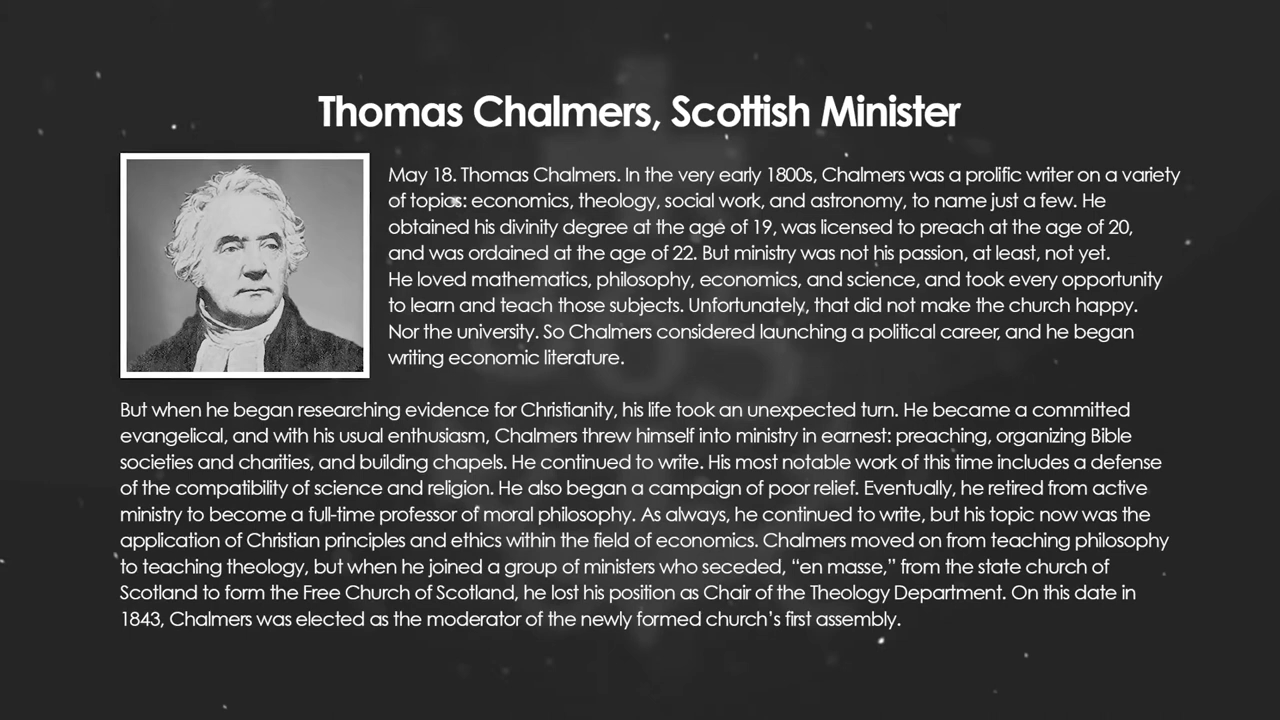 Thomas Chalmers, Scottish Minister
May 18. Thomas Chalmers. In the very early 1800s, Chalmers was a prolific writer on a variety
of topics: economics, theology, social work, and astronomy, to name just a few. He
obtained his divinity degree at the age of 19, was licensed to preach at the age of 20,
and was ordained at the age of 22. But ministry was not his passion, at least, not yet.
He loved mathematics, philosophy, economics, and science, and took every opportunity
to learn and teach those subjects. Unfortunately, that did not make the church happy.
Nor the university. So Chalmers considered launching a political career, and he began
writing economic literature.
But when he began researching evidence for Christianity, his life took an unexpected turn. He became a committed
evangelical, and with his usual enthusiasm, Chalmers threw himself into ministry in earnest: preaching, organizing Bible
societies and charities, and building chapels. He continued to write. His most notable work of this time includes a defense
of the compatibility of science and religion. He also began a campaign of poor relief. Eventually, he retired from active
ministry to become a full-time professor of moral philosophy. As always, he continued to write, but his topic now was the
application of Christian principles and ethics within the field of economics. Chalmers moved on from teaching philosophy
to teaching theology, but when he joined a group of ministers who seceded, “en masse,” from the state church of
Scotland to form the Free Church of Scotland, he lost his position as Chair of the Theology Department. On this date in
1843, Chalmers was elected as the moderator of the newly formed church’s first assembly.